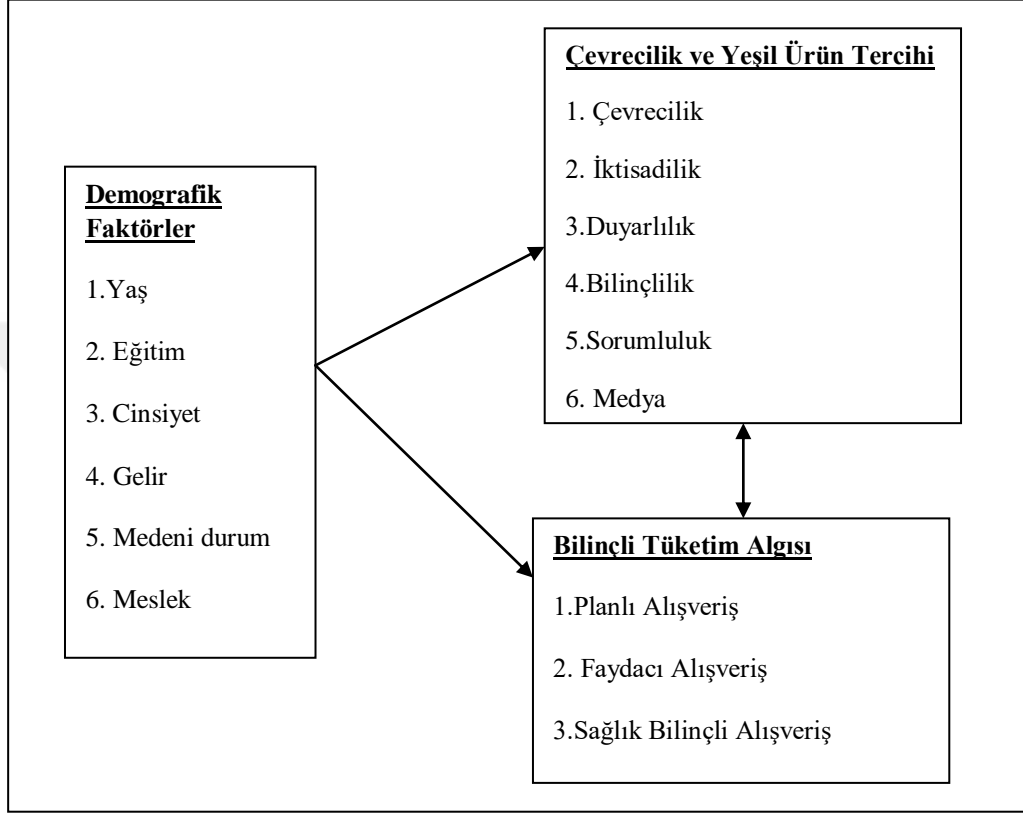 Demografik
Faktörler
1.Yaş
2. Eğitim
3. Cinsiyet
4. Gelir
5. Medeni durum
6. Meslek
Çevrecilik ve Yeşil Ürün Tercihi
1. Çevrecilik
2. İktisadilik
3.Duyarlılık
4.Bilinçlilik
5.Sorumluluk
6. Medya
Bilinçli Tüketim Algısı
1.Planlı Alışveriş
2. Faydacı Alışveriş
3.Sağlık Bilinçli Alışveriş